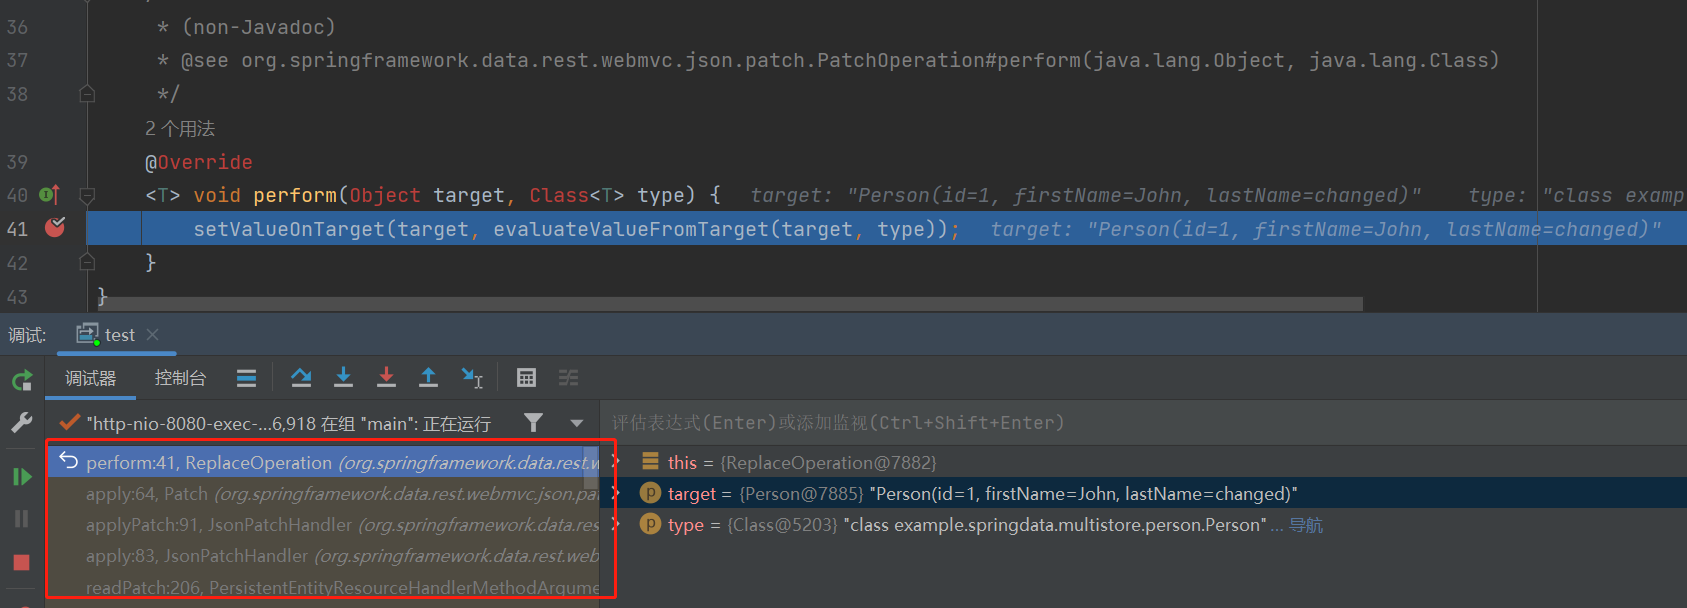 36 * (non-Javadoc)
37 * @see org.springframework.data.rest.webmvc.json.patch.PatchOperation#perform(java.lang.Object, java.lang.Class)
38 */
2 个用法
39 @Override
40 <T> void perform(Object target, Class<T> type) { target: "Person(id=1, firstName=John, lastName=changed)" type: "class examp
41 setValueOnTarget(target, evaluateValueFromTarget(target, type)); target: "Person(id=1, firstName=John, lastName=changed)"
42 }
43 }
调试: test
调试器 控制台
"http-nio-8080-exec-...6,918 在组 "main": 正在运行
评估表达式(Enter)或添加监视(Ctrl+Shift+Enter)
perform:41, ReplaceOperation (org.springframework.data.rest.w
apply:64, Patch (org.springframework.data.rest.webmvc.json.pat
applyPatch:91, JsonPatchHandler (org.springframework.data.res
apply:83, JsonPatchHandler (org.springframework.data.rest.web
readPatch:206, PersistentEntityResourceHandlerMethodArgume
this = {ReplaceOperation@7882}
target = {Person@7885} "Person(id=1, firstName=John, lastName=changed)"
type = {Class@5203} "class example.springdata.multistore.person.Person" ... 导航